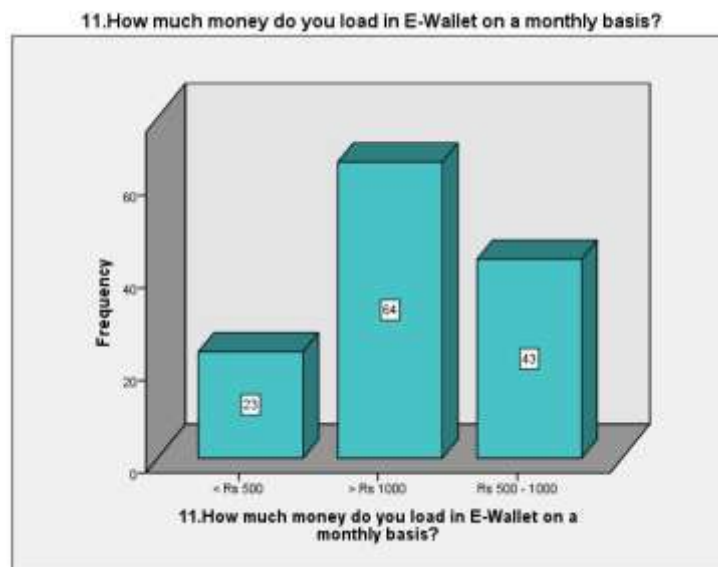 11.How much money do you load in E-Wallet on a monthly basis?
60
40
20
0
Frequency
23
64
43
< Rs 500
> Rs 1000
Rs 500 - 1000
11.How much money do you load in E-Wallet on a
monthly basis?